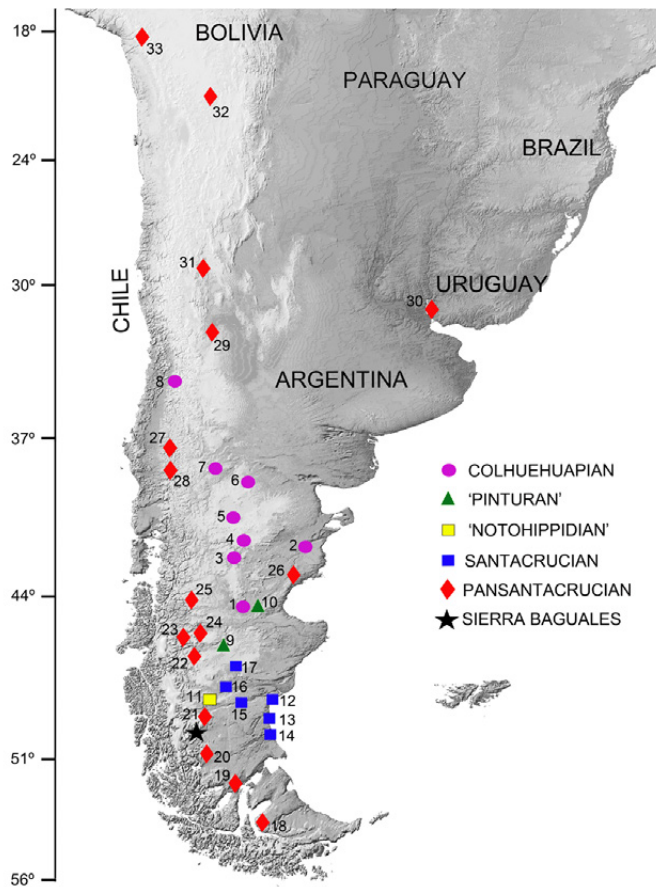 18º
BOLIVIA
33
PARAGUAY
32
24º
BRAZIL
31
30º
URUGUAY
30
CHILE
29
ARGENTINA
8
37º
27
28
7
6
COLHUEHUAPIAN
'PINTURAN'
5
'NOTOHIPPIDIAN'
4
2
3
SANTACRUCIAN
26
PANSANTACRUCIAN
44º
25
1
10
SIERRA BAGUALES
24
23
9
22
17
16
11
12
15
21
13
14
51º
20
19
18
56º